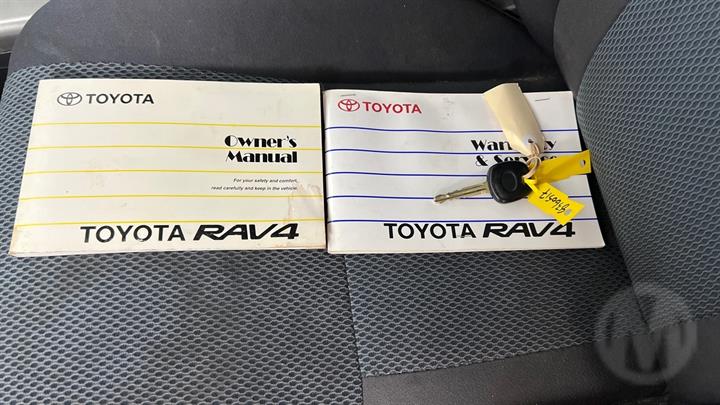 TOYOTA
Owner's
Manual
For your safety and comfort,
read carefully and keep in the vehicle.
TOYOTA RAV4
TOYOTA
& 
TOYOTA RAV4
M